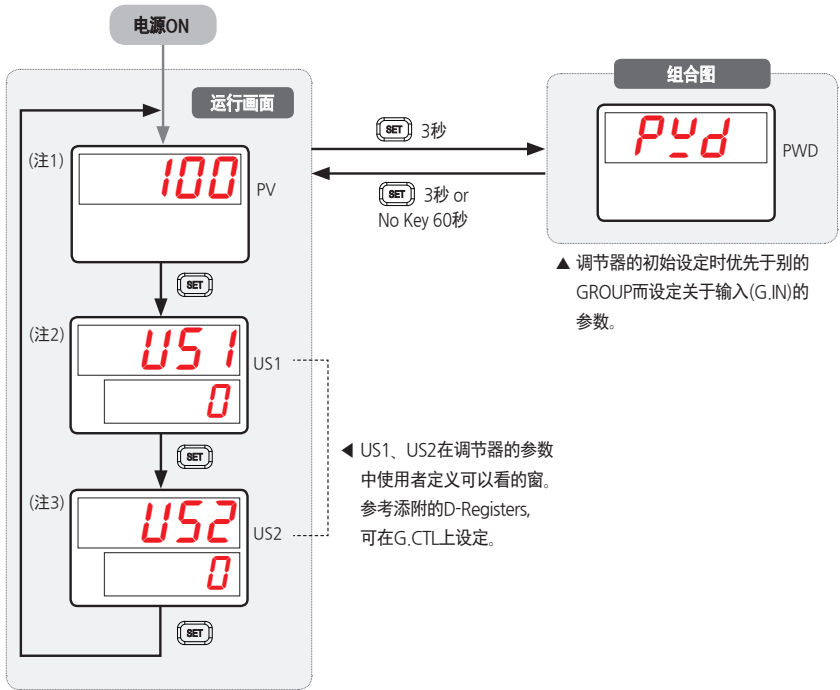 电源ON
运行画面
(注1)
100
PV
SET
(注2)
US1
US1
0
SET
(注3)
US2
US2
0
SET
SET 3秒
SET 3秒 or
No Key 60秒
组合图
PWD
PWD
▲ 调节器的初始设定时优先于别的
GROUP而设定关于输入(G.IN)的
参数。
◀ US1、US2在调节器的参数
中使用者定义可以看的窗。
参考添附的D-Registers,
可在G.CTL上设定。